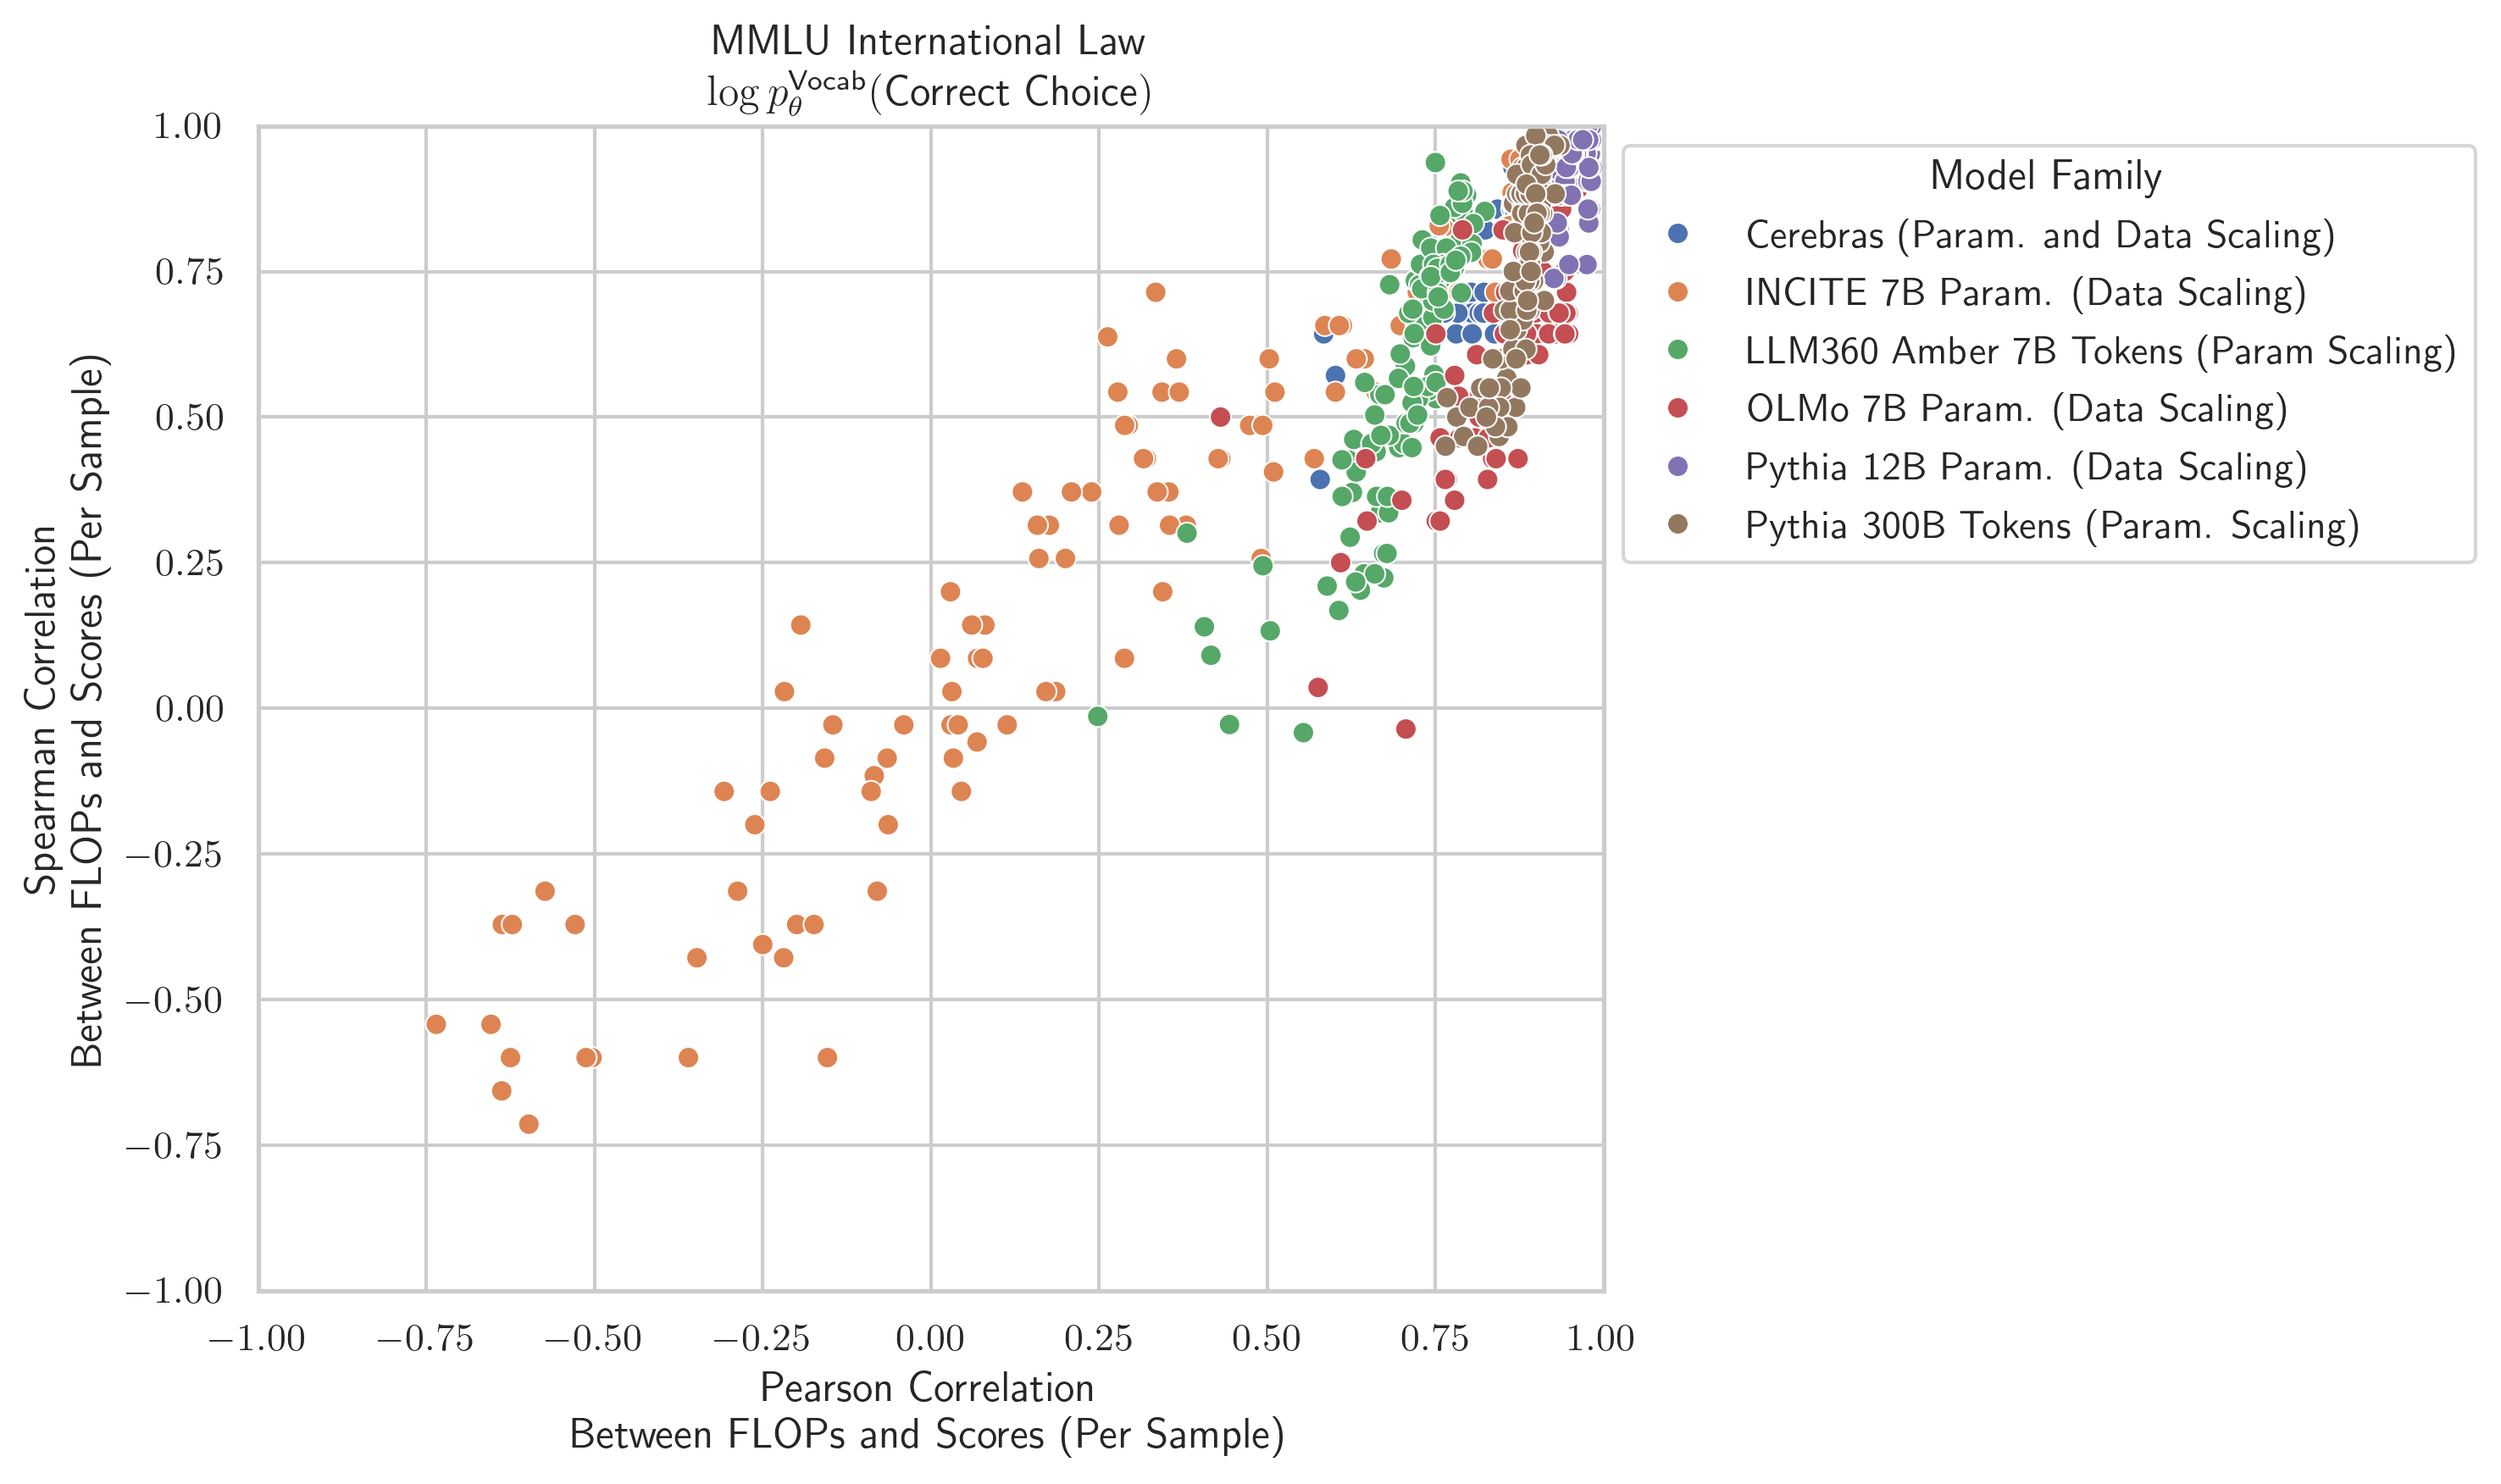 MMLU International Law
log p_θ^Vocab(Correct Choice)
Spearman Correlation
Between FLOPs and Scores (Per Sample)
1.00
0.75
0.50
0.25
0.00
−0.25
−0.50
−0.75
−1.00
−1.00 −0.75 −0.50 −0.25 0.00 0.25 0.50 0.75 1.00
Pearson Correlation
Between FLOPs and Scores (Per Sample)
Model Family
Cerebras (Param. and Data Scaling)
INCITE 7B Param. (Data Scaling)
LLM360 Amber 7B Tokens (Param Scaling)
OLMo 7B Param. (Data Scaling)
Pythia 12B Param. (Data Scaling)
Pythia 300B Tokens (Param. Scaling)